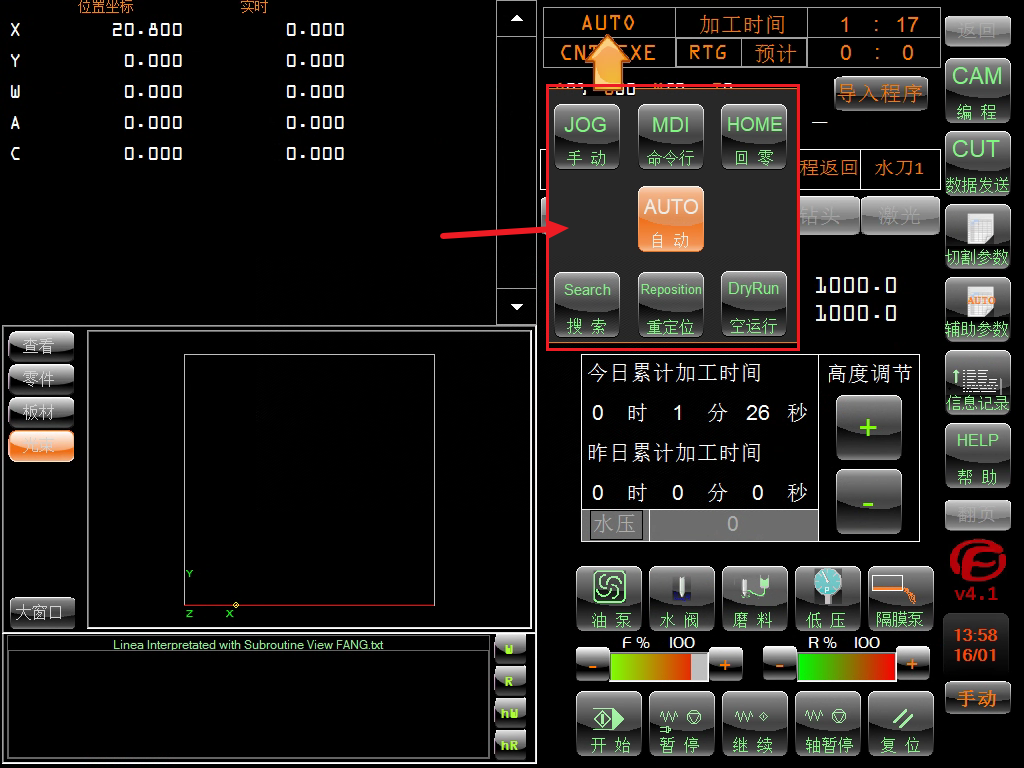 位置坐标 实时
X 20.800 0.000
Y 0.000 0.000
W 0.000 0.000
A 0.000 0.000
C 0.000 0.000
AUTO 加工时间 1 : 17
RTG 预计 0 : 0
导入程序
JOG 手动
MDI 命令行
HOME 回零
AUTO 自动
Search 搜索
Reposition 重定位
DryRun 空运行
程返回 水刀1
钻头 激光
1000.0
1000.0
返回
CAM 编程
CUT 数据发送
切割参数
AUTO 辅助参数
信息记录
HELP 帮助
翻页
v4.1
13:58
16/01
手动
查看
零件
板材
光束
大窗口
Y
Z X
Linea Interpretated with Subroutine View FANG.txt
W
R
hW
hR
今日累计加工时间
0 时 1 分 26 秒
昨日累计加工时间
0 时 0 分 0 秒
水压 0
高度调节
+
-
油泵 水阀 磨料 低压 隔膜泵
F % 100 R % 100
- + - +
开始 暂停 继续 轴暂停 复位